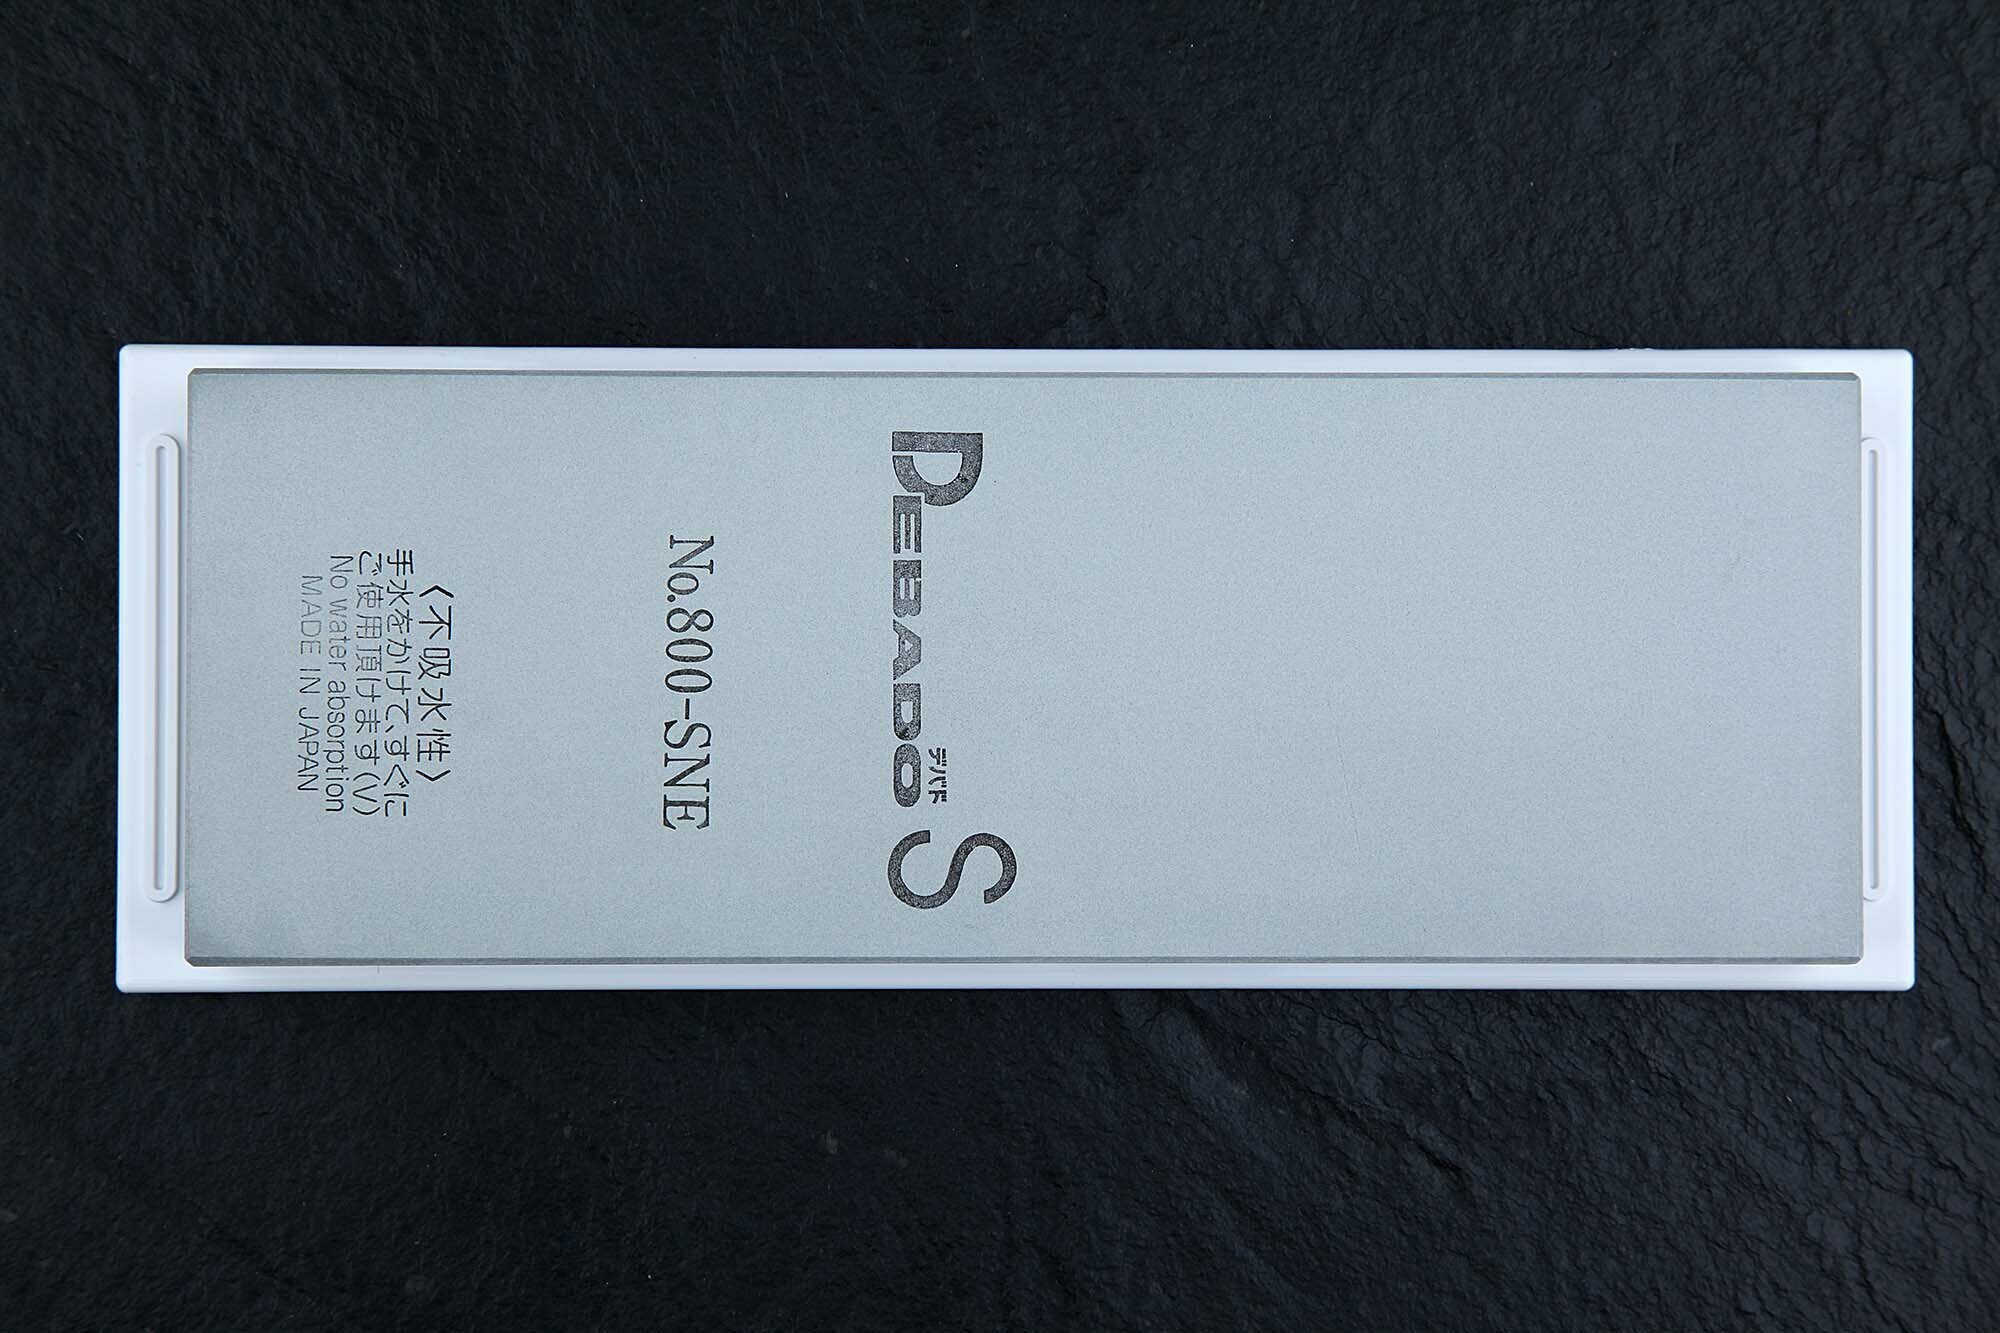 DEBADO S
デバド
No.800-SNE
〈不吸水性〉
手水をかけて、すぐに
ご使用頂けます(V)
No water absorption
MADE IN JAPAN